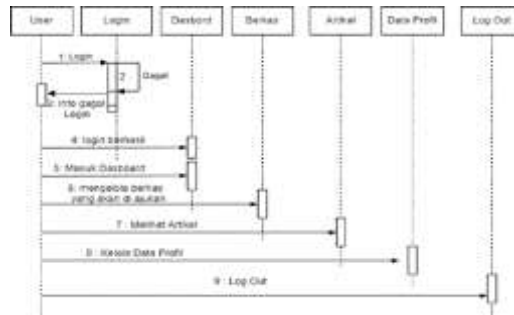 User Login Dasbord Berkas Artikel Data Profil Log Out
1: Login
2 Gagal
3: Info gagal
Login
4: login berhasil
5: Masuk Dasboard
6: mengelola berkas
yang akan di ajukan
7 : Melihat Artikel
8 : Kelola Data Profil
9 : Log Out